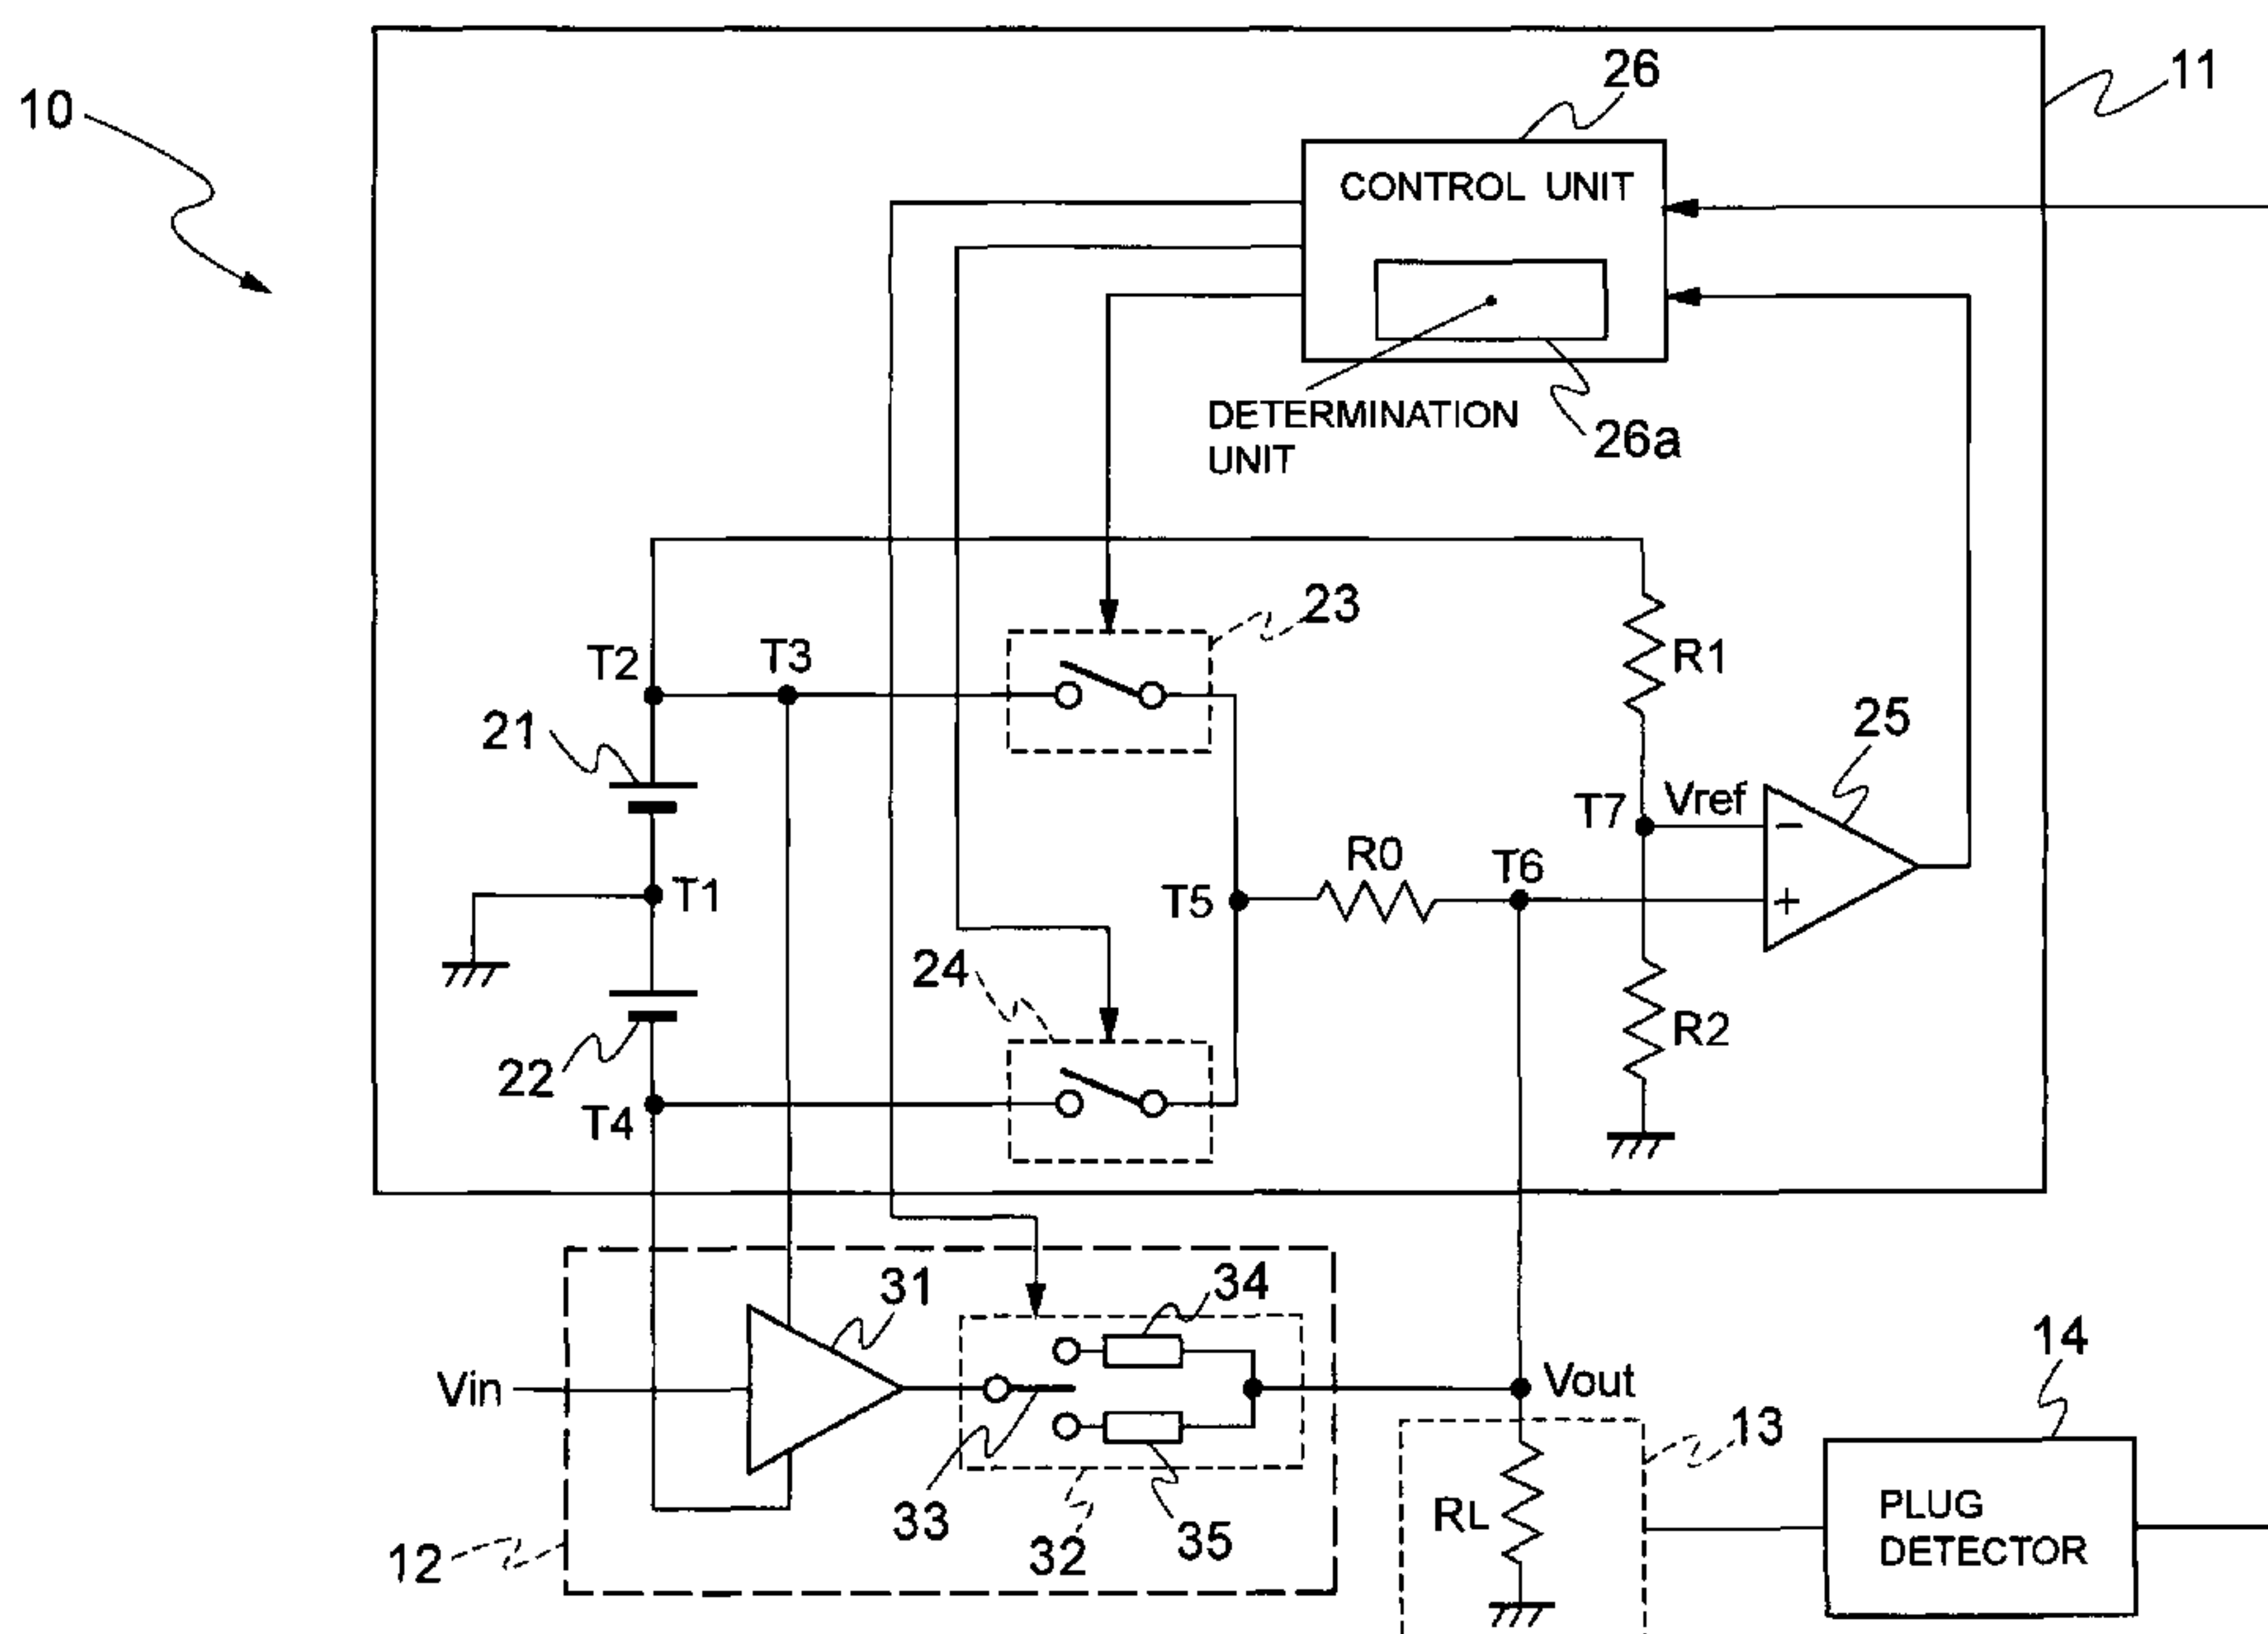 10
26
11
CONTROL UNIT
DETERMINATION
UNIT
26a
23
T2
T3
R1
21
25
T7
Vref
−
R0
T6
T1
T5
+
24
R2
22
T4
34
31
14
Vin
Vout
13
PLUG
DETECTOR
RL
33
12
32
35